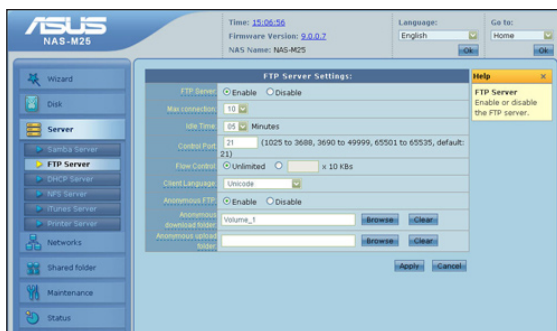 ASUS
NAS-M25
Time: 15:06:56
Firmware Version: 9.0.0.7
NAS Name: NAS-M25
Language:
English
Ok
Go to:
Home
Ok
Wizard
Disk
Server
Samba Server
FTP Server
DHCP Server
NFS Server
iTunes Server
Printer Server
Networks
Shared folder
Maintenance
Status
FTP Server Settings:
FTP Server: Enable Disable
Max connection: 10
Idle Time: 05 Minutes
Control Port: 21 (1025 to 3688, 3690 to 49999, 65501 to 65535, default: 21)
Flow Control: Unlimited x 10 KBs
Client Language: Unicode
Anonymous FTP: Enable Disable
Anonymous download folder: Volume_1 Browse Clear
Anonymous upload folder: Browse Clear
Apply Cancel
Help ×
FTP Server
Enable or disable
the FTP server.